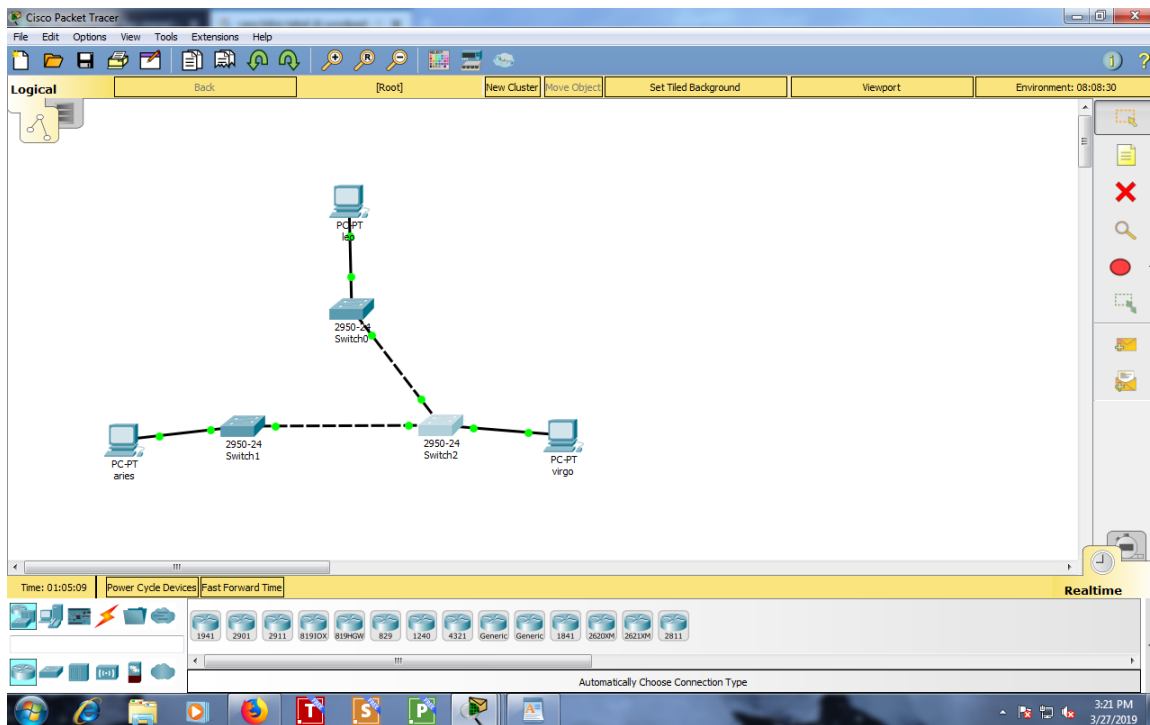 Cisco Packet Tracer
File Edit Options View Tools Extensions Help
Logical Back [Root] New Cluster Move Object Set Tiled Background Viewport Environment: 08:08:30
PC-PT
leo
2950-24
Switch0
2950-24
Switch1
2950-24
Switch2
PC-PT
aries
PC-PT
virgo
Time: 01:05:09 Power Cycle Devices Fast Forward Time Realtime
1941 2901 2911 819IOX 819HGW 829 1240 4321 Generic Generic 1841 2620XM 2621XM 2811
Automatically Choose Connection Type
3:21 PM
3/27/2019